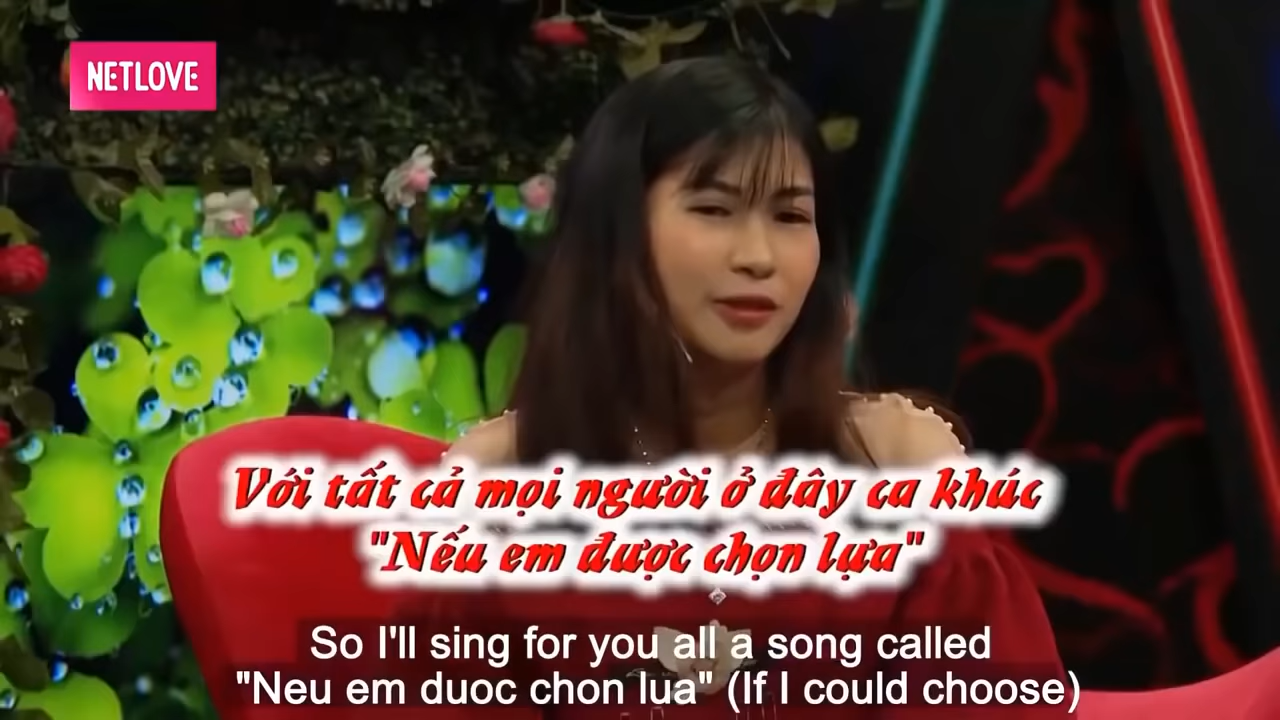 NETLOVE
Với tất cả mọi người ở đây ca khúc
"Nếu em được chọn lựa"
So I'll sing for you all a song called
"Neu em duoc chon lua" (If I could choose)